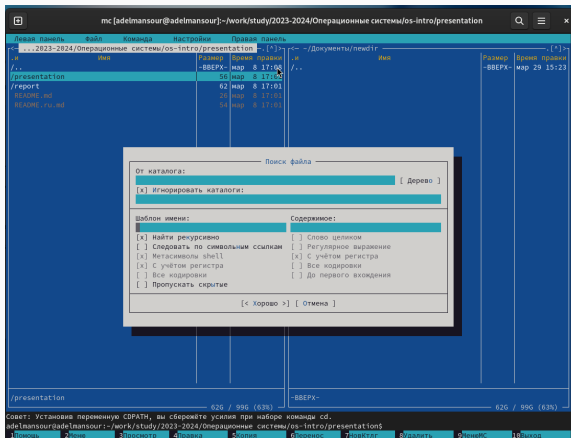 mc [adelmansour@adelmansour]:~/work/study/2023-2024/Операционные системы/os-intro/presentation
Левая панель Файл Команда Настройки Правая панель
<— ...2023-2024/Операционные системы/os-intro/presentation —.[^]> <— ~/Документы/newdir —.[^]>
.и Имя Размер Время правки .и Имя Размер Время правки
/.. -ВВЕРХ- мар 8 17:08 /.. -ВВЕРХ- мар 29 15:23
/presentation 56 мар 8 17:01
/report 62 мар 8 17:01
README.md 26 мар 8 17:01
README.ru.md 54 мар 8 17:01
Поиск файла
От каталога:
[ Дерево ]
[x] Игнорировать каталоги:
Шаблон имени: Содержимое:
[x] Найти рекурсивно [ ] Слово целиком
[ ] Следовать по символьным ссылкам [ ] Регулярное выражение
[x] Метасимволы shell [x] С учётом регистра
[x] С учётом регистра [ ] Все кодировки
[ ] Все кодировки [ ] До первого вхождения
[ ] Пропускать скрытые
[< Хорошо >] [ Отмена ]
/presentation -ВВЕРХ-
62G / 99G (63%) 62G / 99G (63%)
Совет: Установив переменную CDPATH, вы сбережёте усилия при наборе команды cd.
adelmansour@adelmansour:~/work/study/2023-2024/Операционные системы/os-intro/presentation$
1Помощь 2Меню 3Просмотр 4Правка 5Копия 6Перенос 7НовКтлг 8Удалить 9МенюМС 10Выход